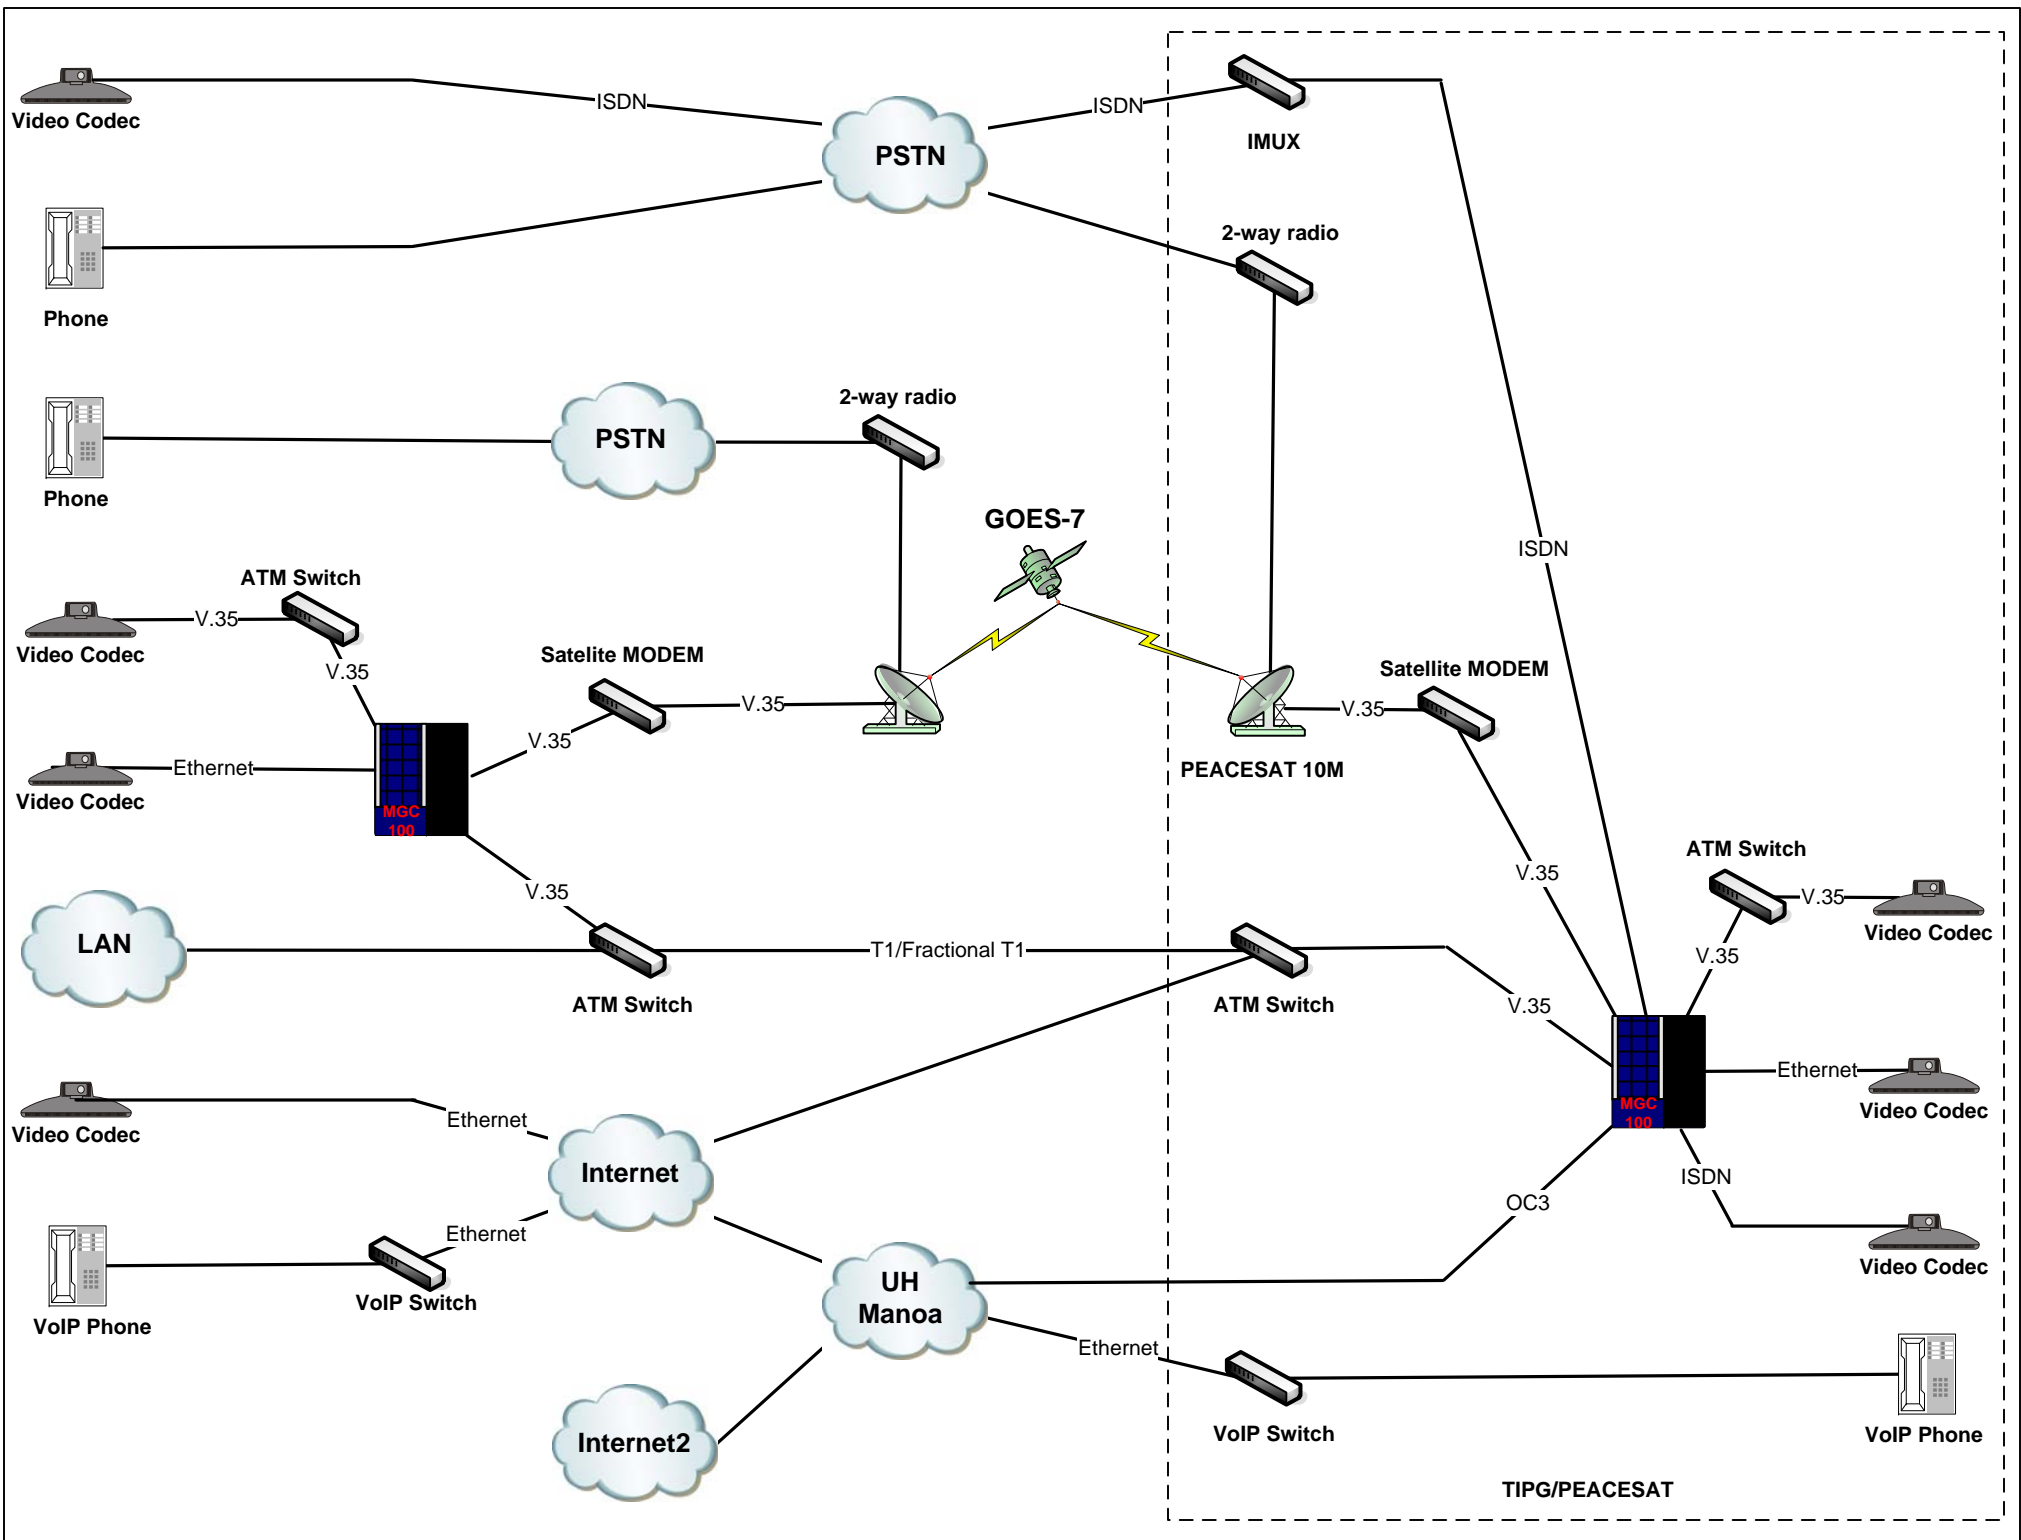 Video Codec
ISDN
PSTN
ISDN
IMUX
Phone
2-way radio
Phone
PSTN
2-way radio
GOES-7
ISDN
ATM Switch
V.35
Video Codec
V.35
Satelite MODEM
V.35
V.35
Satellite MODEM
V.35
PEACESAT 10M
Ethernet
Video Codec
MGC
100
V.35
V.35
ATM Switch
V.35
Video Codec
V.35
LAN
T1/Fractional T1
ATM Switch
ATM Switch
V.35
Video Codec
Ethernet
Internet
MGC
100
Ethernet
Video Codec
ISDN
OC3
Video Codec
Ethernet
VoIP Switch
VoIP Phone
UH
Manoa
Ethernet
Internet2
VoIP Switch
VoIP Phone
TIPG/PEACESAT